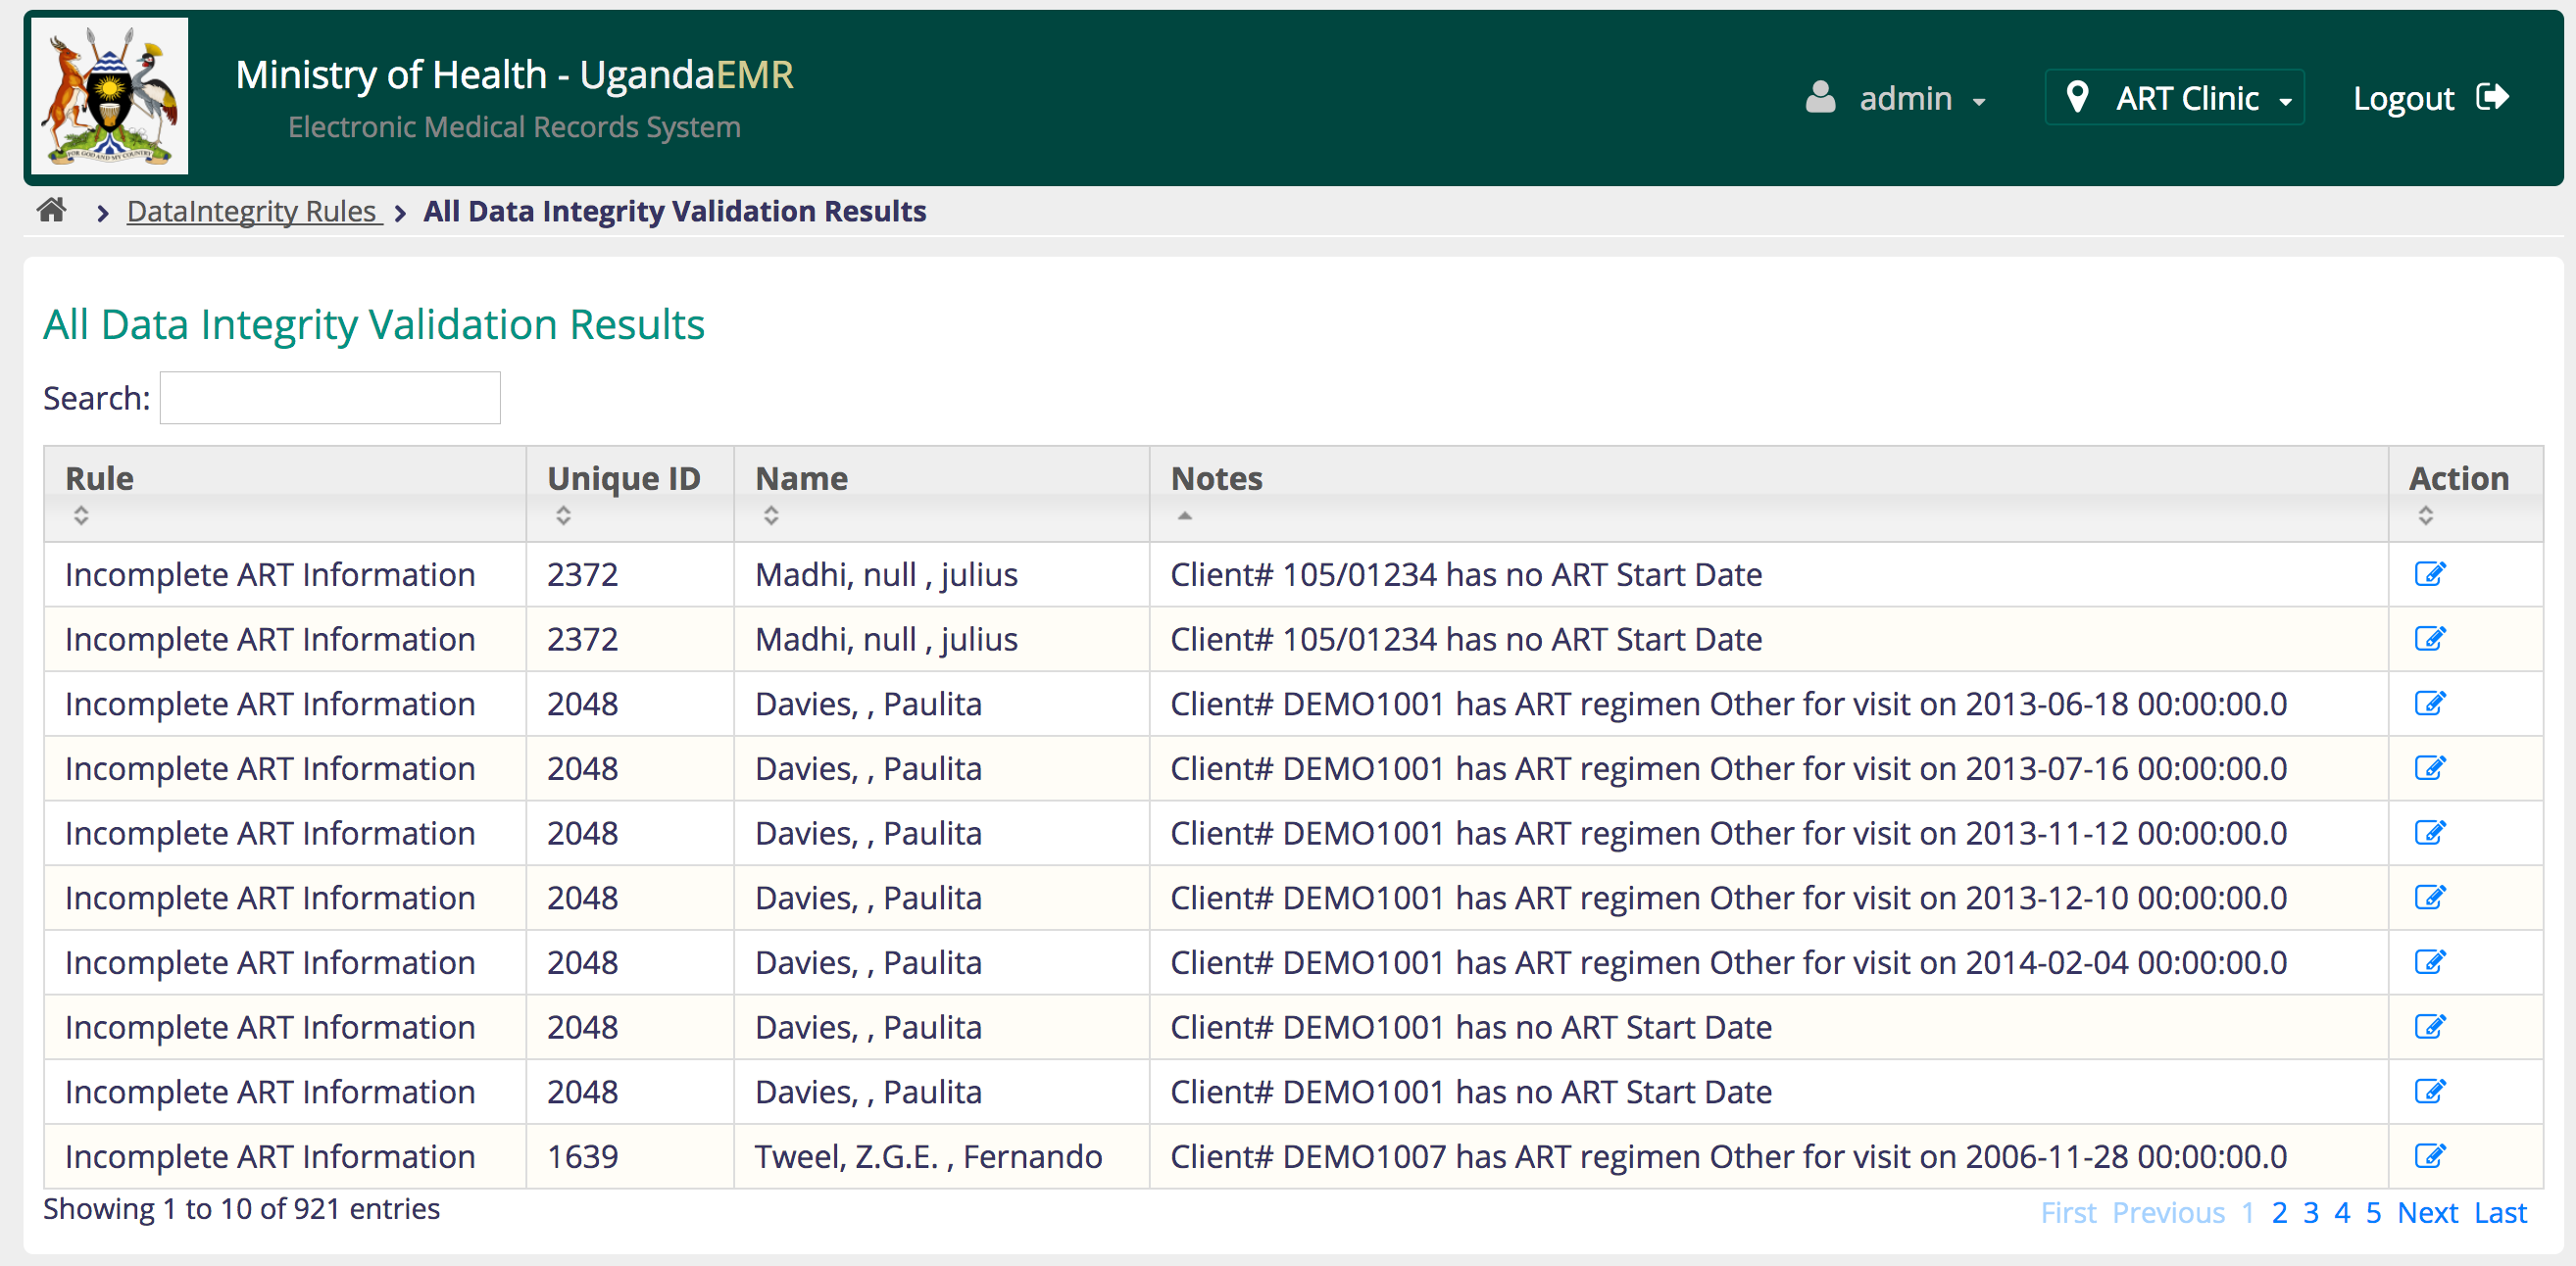 Ministry of Health - UgandaEMR
Electronic Medical Records System
admin
ART Clinic
Logout
FOR GOD AND MY COUNTRY
DataIntegrity Rules
All Data Integrity Validation Results
All Data Integrity Validation Results
Search:
Rule Unique ID Name Notes Action
Incomplete ART Information 2372 Madhi, null , julius Client# 105/01234 has no ART Start Date
Incomplete ART Information 2372 Madhi, null , julius Client# 105/01234 has no ART Start Date
Incomplete ART Information 2048 Davies, , Paulita Client# DEMO1001 has ART regimen Other for visit on 2013-06-18 00:00:00.0
Incomplete ART Information 2048 Davies, , Paulita Client# DEMO1001 has ART regimen Other for visit on 2013-07-16 00:00:00.0
Incomplete ART Information 2048 Davies, , Paulita Client# DEMO1001 has ART regimen Other for visit on 2013-11-12 00:00:00.0
Incomplete ART Information 2048 Davies, , Paulita Client# DEMO1001 has ART regimen Other for visit on 2013-12-10 00:00:00.0
Incomplete ART Information 2048 Davies, , Paulita Client# DEMO1001 has ART regimen Other for visit on 2014-02-04 00:00:00.0
Incomplete ART Information 2048 Davies, , Paulita Client# DEMO1001 has no ART Start Date
Incomplete ART Information 2048 Davies, , Paulita Client# DEMO1001 has no ART Start Date
Incomplete ART Information 1639 Tweel, Z.G.E. , Fernando Client# DEMO1007 has ART regimen Other for visit on 2006-11-28 00:00:00.0
Showing 1 to 10 of 921 entries
First Previous 1 2 3 4 5 Next Last